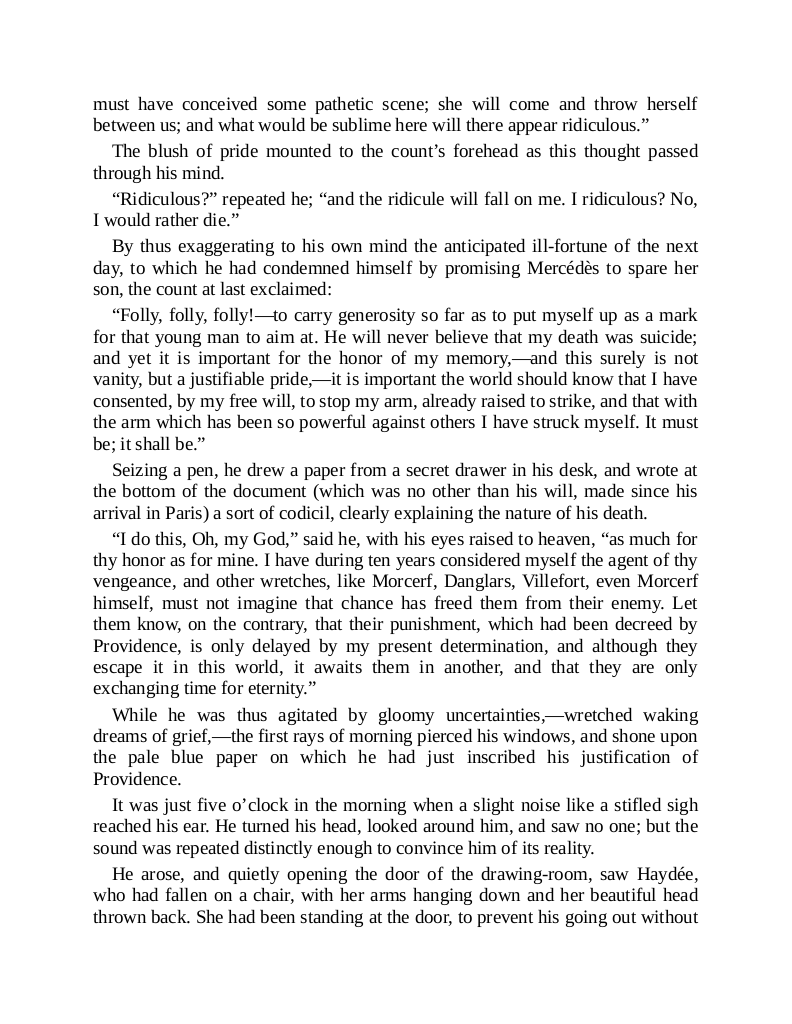 must have conceived some pathetic scene; she will come and throw herself
between us; and what would be sublime here will there appear ridiculous.”
The blush of pride mounted to the count’s forehead as this thought passed
through his mind.
“Ridiculous?” repeated he; “and the ridicule will fall on me. I ridiculous? No,
I would rather die.”
By thus exaggerating to his own mind the anticipated ill-fortune of the next
day, to which he had condemned himself by promising Mercédès to spare her
son, the count at last exclaimed:
“Folly, folly, folly!—to carry generosity so far as to put myself up as a mark
for that young man to aim at. He will never believe that my death was suicide;
and yet it is important for the honor of my memory,—and this surely is not
vanity, but a justifiable pride,—it is important the world should know that I have
consented, by my free will, to stop my arm, already raised to strike, and that with
the arm which has been so powerful against others I have struck myself. It must
be; it shall be.”
Seizing a pen, he drew a paper from a secret drawer in his desk, and wrote at
the bottom of the document (which was no other than his will, made since his
arrival in Paris) a sort of codicil, clearly explaining the nature of his death.
“I do this, Oh, my God,” said he, with his eyes raised to heaven, “as much for
thy honor as for mine. I have during ten years considered myself the agent of thy
vengeance, and other wretches, like Morcerf, Danglars, Villefort, even Morcerf
himself, must not imagine that chance has freed them from their enemy. Let
them know, on the contrary, that their punishment, which had been decreed by
Providence, is only delayed by my present determination, and although they
escape it in this world, it awaits them in another, and that they are only
exchanging time for eternity.”
While he was thus agitated by gloomy uncertainties,—wretched waking
dreams of grief,—the first rays of morning pierced his windows, and shone upon
the pale blue paper on which he had just inscribed his justification of
Providence.
It was just five o’clock in the morning when a slight noise like a stifled sigh
reached his ear. He turned his head, looked around him, and saw no one; but the
sound was repeated distinctly enough to convince him of its reality.
He arose, and quietly opening the door of the drawing-room, saw Haydée,
who had fallen on a chair, with her arms hanging down and her beautiful head
thrown back. She had been standing at the door, to prevent his going out without